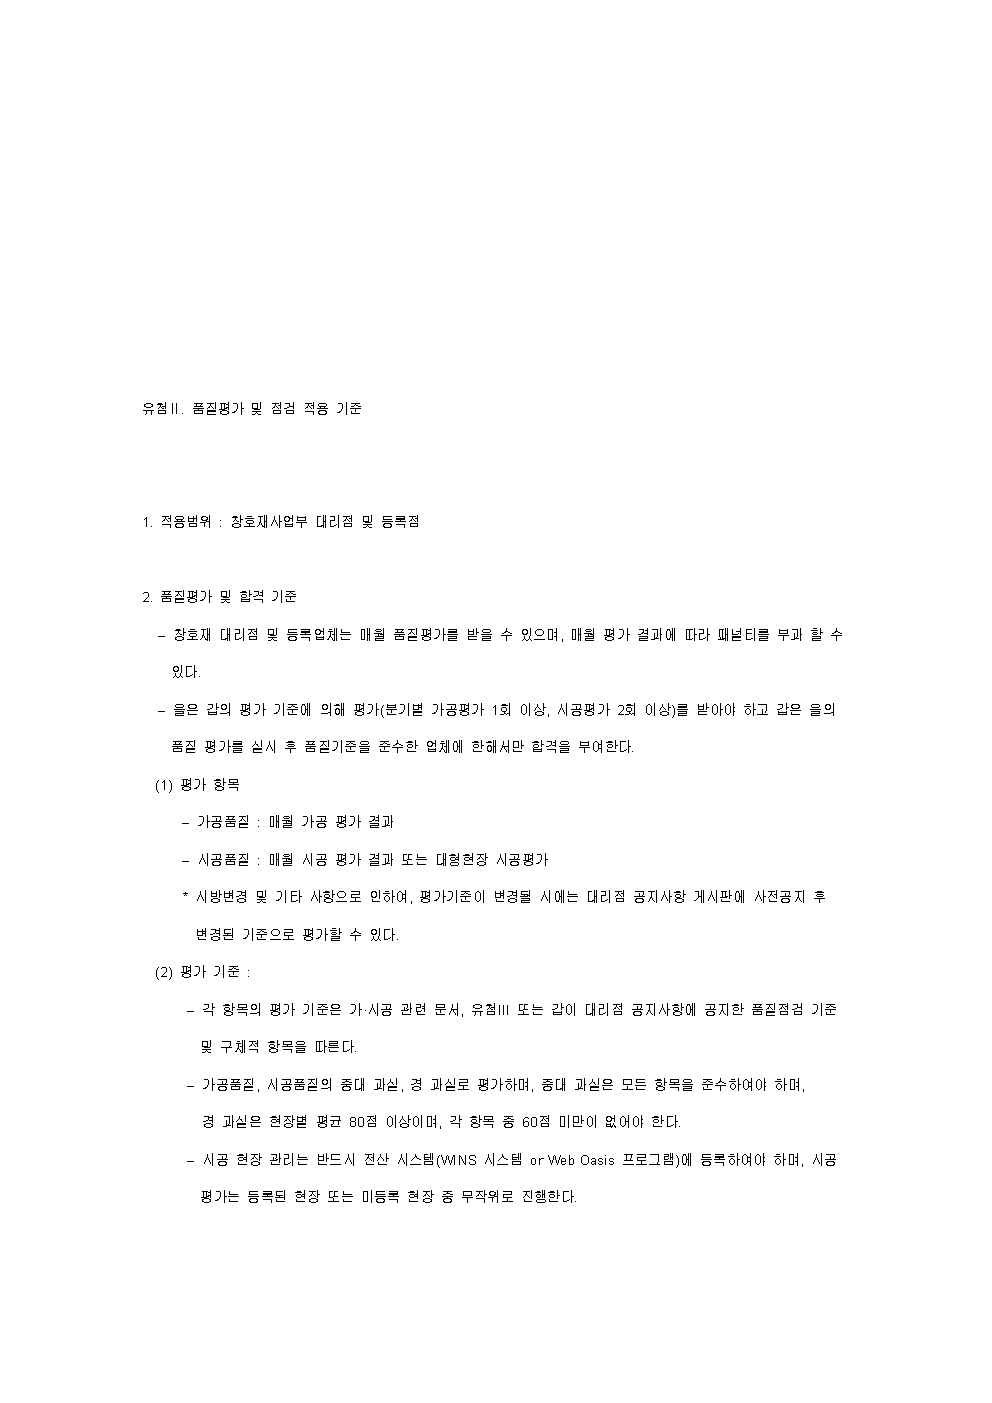 유첨Ⅱ. 품질평가 및 점검 적용 기준
1. 적용범위 : 창호재사업부 대리점 및 등록점
2. 품질평가 및 합격 기준
– 창호재 대리점 및 등록업체는 매월 품질평가를 받을 수 있으며, 매월 평가 결과에 따라 패널티를 부과 할 수
있다.
– 을은 갑의 평가 기준에 의해 평가(분기별 가공평가 1회 이상, 시공평가 2회 이상)를 받아야 하고 갑은 을의
품질 평가를 실시 후 품질기준을 준수한 업체에 한해서만 합격을 부여한다.
(1) 평가 항목
– 가공품질 : 매월 가공 평가 결과
– 시공품질 : 매월 시공 평가 결과 또는 대형현장 시공평가
* 시방변경 및 기타 사항으로 인하여, 평가기준이 변경될 시에는 대리점 공지사항 게시판에 사전공지 후
변경된 기준으로 평가할 수 있다.
(2) 평가 기준 :
– 각 항목의 평가 기준은 가·시공 관련 문서, 유첨III 또는 갑이 대리점 공지사항에 공지한 품질점검 기준
및 구체적 항목을 따른다.
– 가공품질, 시공품질의 중대 과실, 경 과실로 평가하며, 중대 과실은 모든 항목을 준수하여야 하며,
경 과실은 현장별 평균 80점 이상이며, 각 항목 중 60점 미만이 없어야 한다.
– 시공 현장 관리는 반드시 전산 시스템(WINS 시스템 or Web Oasis 프로그램)에 등록하여야 하며, 시공
평가는 등록된 현장 또는 미등록 현장 중 무작위로 진행한다.